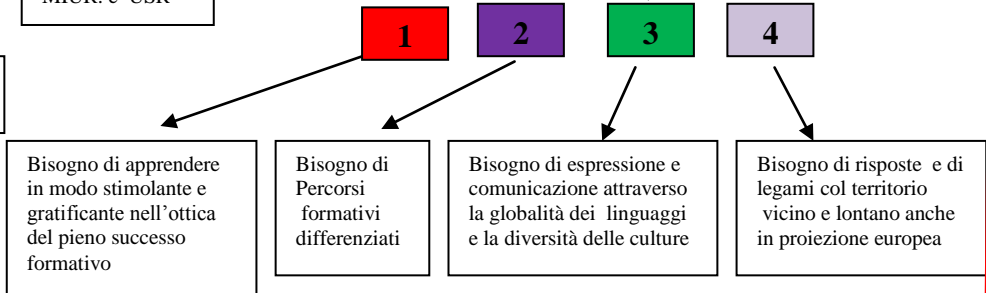 MIUR. e USR
1
2
3
4
Bisogno di apprendere
in modo stimolante e
gratificante nell'ottica
del pieno successo
formativo
Bisogno di
Percorsi
formativi
differenziati
Bisogno di espressione e
comunicazione attraverso
la globalità dei linguaggi
e la diversità delle culture
Bisogno di risposte e di
legami col territorio
vicino e lontano anche
in proiezione europea